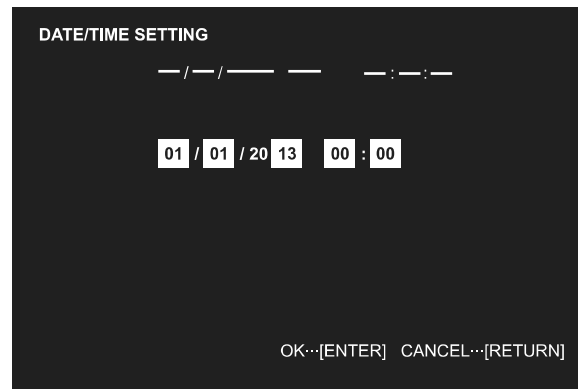 DATE/TIME SETTING
—/—/—— —— —:—:—
01 / 01 / 20 13 00 : 00
OK···[ENTER] CANCEL···[RETURN]